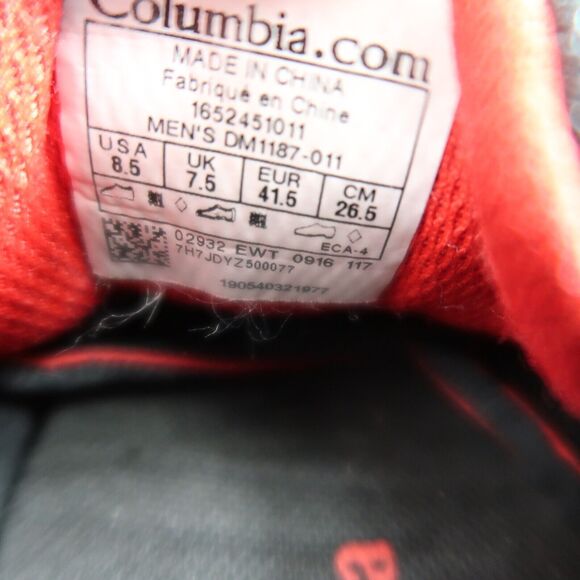 Columbia.com
MADE IN CHINA
Fabriqué en Chine
1652451011
MEN'S DM1187-011
USA UK EUR CM
8.5 7.5 41.5 26.5
ECA-4
02932 EWT 0916 117
7H7JDYZ500077
190540321977
B